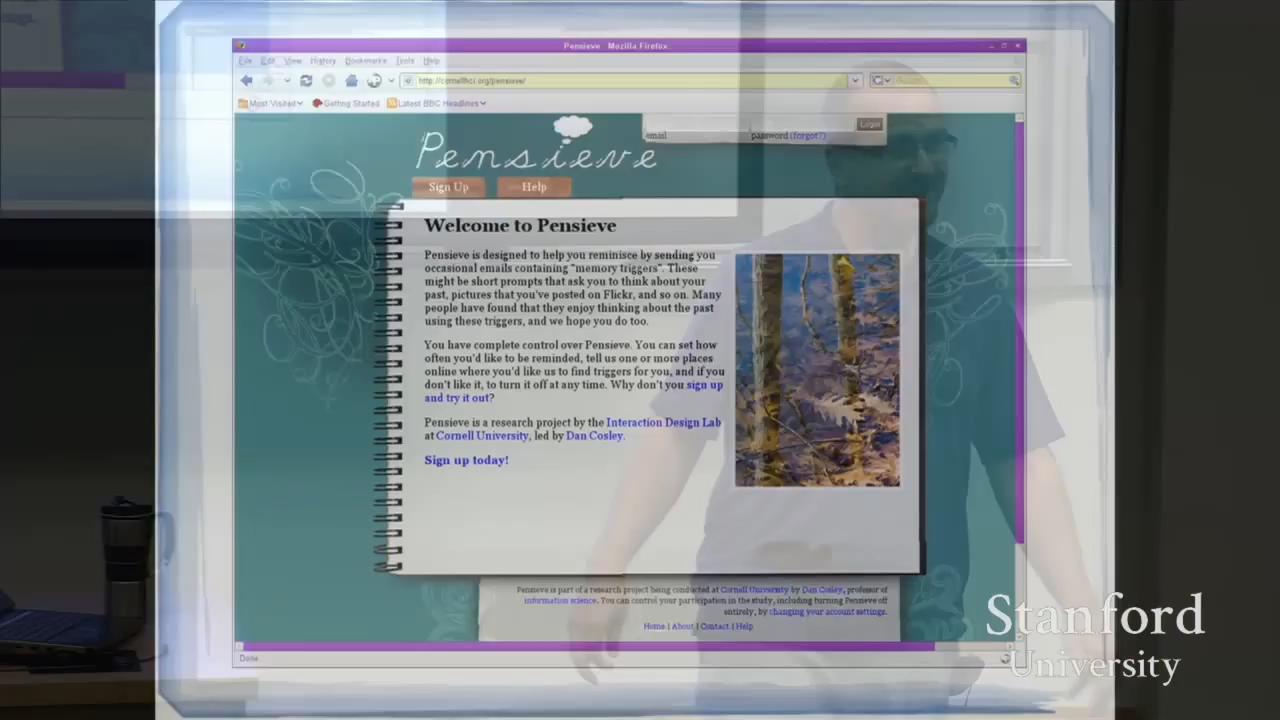 Pensieve Mozilla Firefox
File Edit View History Bookmarks Tools Help
http://cornellhci.org/pensieve/
Most Visited Getting Started Latest BBC Headlines
Pensieve
email password (forgot?) Login
Sign Up Help
Welcome to Pensieve
Pensieve is designed to help you reminisce by sending you
occasional emails containing "memory triggers". These
might be short prompts that ask you to think about your
past, pictures that you've posted on Flickr, and so on. Many
people have found that they enjoy thinking about the past
using these triggers, and we hope you do too.
You have complete control over Pensieve. You can set how
often you'd like to be reminded, tell us one or more places
online where you'd like us to find triggers for you, and if you
don't like it, to turn it off at any time. Why don't you sign up
and try it out?
Pensieve is a research project by the Interaction Design Lab
at Cornell University, led by Dan Cosley.
Sign up today!
Pensieve is part of a research project being conducted at Cornell University by Dan Cosley, professor of
information science. You can control your participation in the study, including turning Pensieve off
entirely, by changing your account settings.
Home | About | Contact | Help
Done
Stanford
University